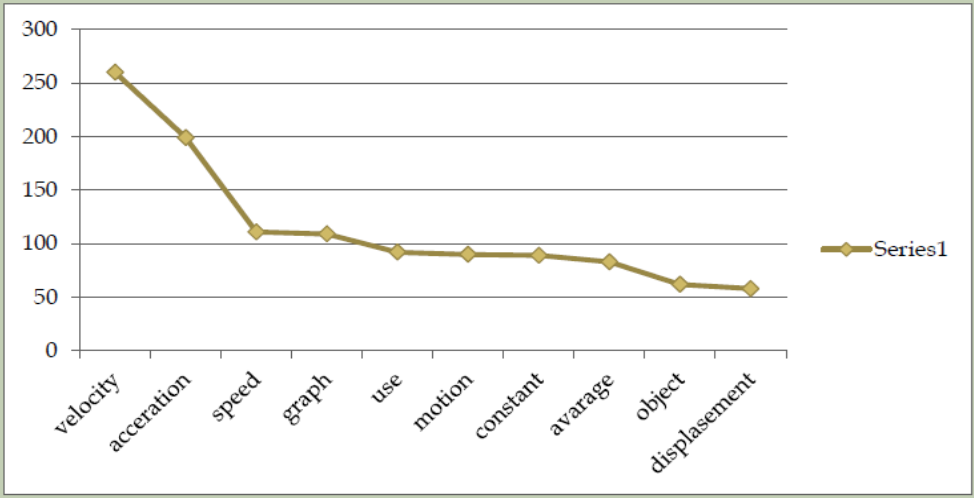 300
250
200
150
100
50
0
velocity
acceration
speed
graph
use
motion
constant
avarage
object
displasement
Series1